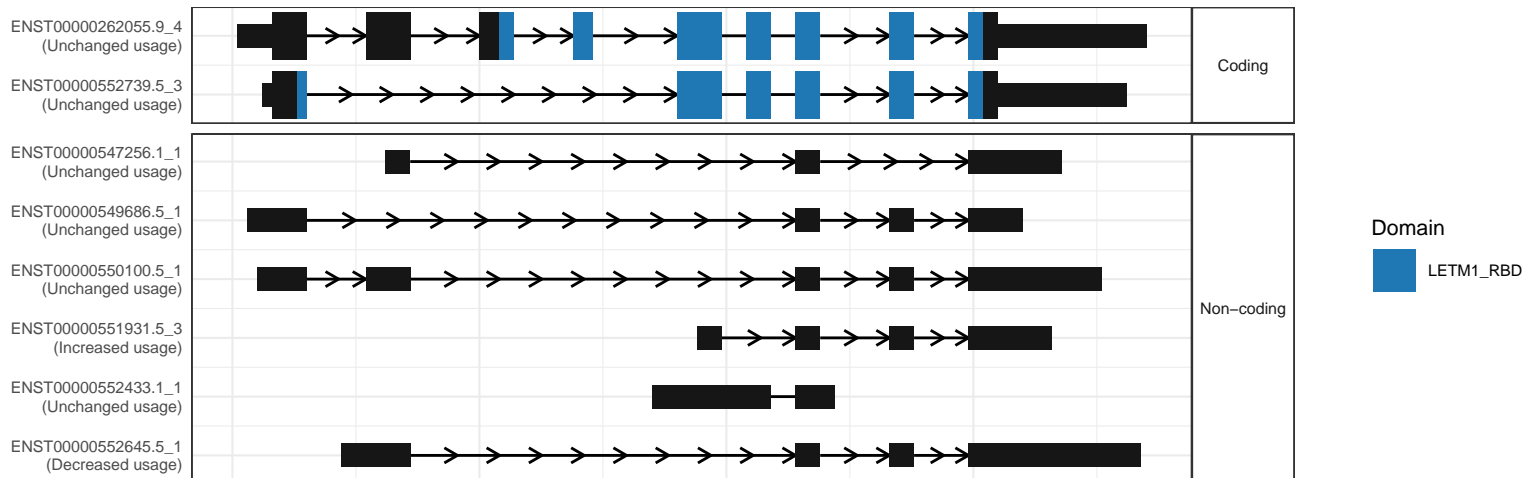 ENST00000262055.9_4
(Unchanged usage)
ENST00000552739.5_3
(Unchanged usage)
Coding
ENST00000547256.1_1
(Unchanged usage)
ENST00000549686.5_1
(Unchanged usage)
ENST00000550100.5_1
(Unchanged usage)
ENST00000551931.5_3
(Increased usage)
ENST00000552433.1_1
(Unchanged usage)
ENST00000552645.5_1
(Decreased usage)
Non−coding
Domain
LETM1_RBD